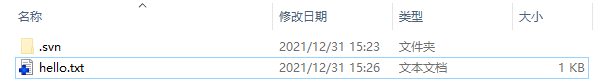 名称 修改日期 类型 大小
.svn 2021/12/31 15:23 文件夹
hello.txt 2021/12/31 15:26 文本文档 1 KB